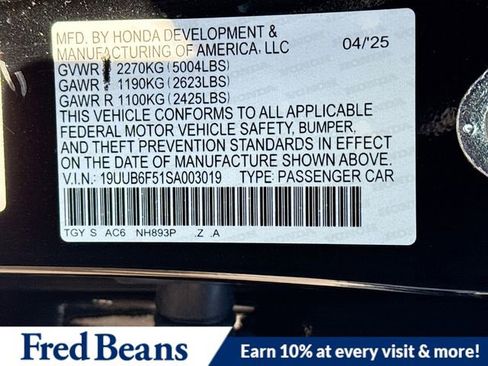 MFD. BY HONDA DEVELOPMENT &
MANUFACTURING OF AMERICA, LLC 04/25
GVWR 2270KG (5004LBS)
GAWR F 1190KG (2623LBS)
GAWR R 1100KG (2425LBS)
THIS VEHICLE CONFORMS TO ALL APPLICABLE
FEDERAL MOTOR VEHICLE SAFETY, BUMPER,
AND THEFT PREVENTION STANDARDS IN EFFECT
ON THE DATE OF MANUFACTURE SHOWN ABOVE.
V.I.N.: 19UUB6F51SA003019 TYPE: PASSENGER CAR
TGY S AC6 NH893P .Z .A
Fred Beans
Earn 10% at every visit & more!